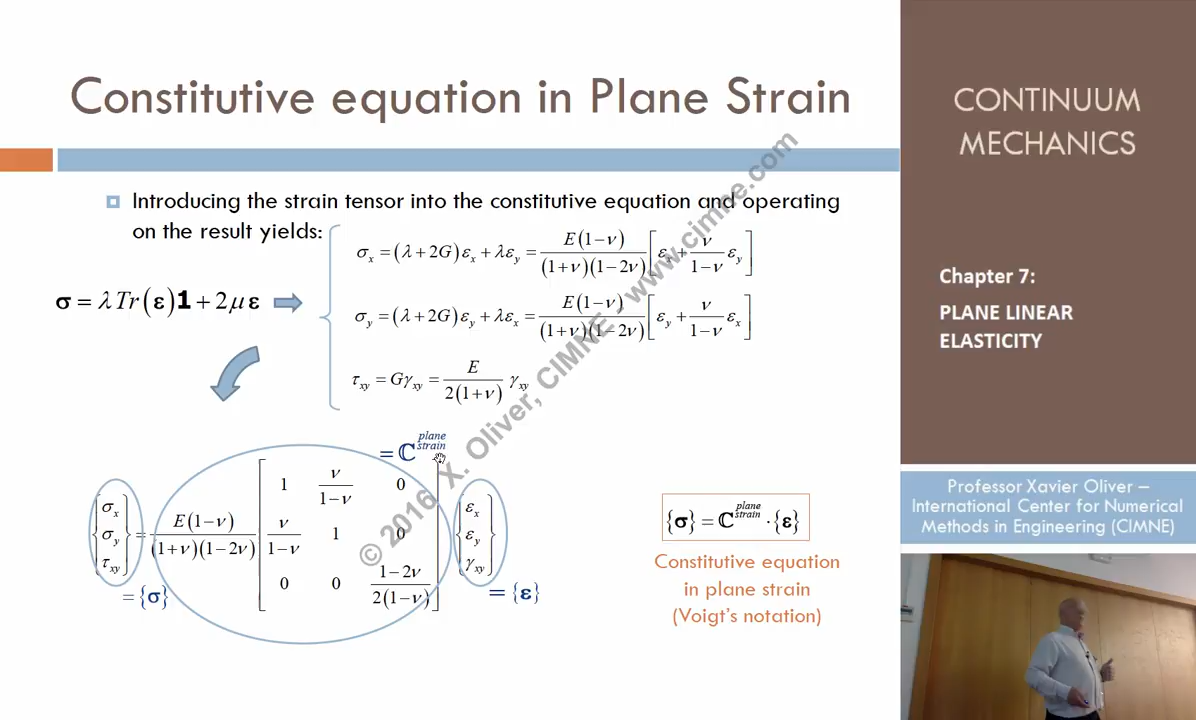 Constitutive equation in Plane Strain
Introducing the strain tensor into the constitutive equation and operating
on the result yields:
σ = λ Tr(ε)1 + 2μ ε
σ_x = (λ + 2G) ε_x + λε_y = E(1−ν) / (1+ν)(1−2ν) [ε_x + ν/(1−ν) ε_y]
σ_y = (λ + 2G) ε_y + λε_x = E(1−ν) / (1+ν)(1−2ν) [ε_y + ν/(1−ν) ε_x]
τ_xy = Gγ_xy = E / 2(1+ν) γ_xy
= ℂ^plane strain
{σ_x σ_y τ_xy} = E(1−ν) / (1+ν)(1−2ν) [1 ν/(1−ν) 0; ν/(1−ν) 1 0; 0 0 (1−2ν)/2(1−ν)] {ε_x ε_y γ_xy}
= {σ}
= {ε}
{σ} = ℂ^plane strain · {ε}
Constitutive equation
in plane strain
(Voigt's notation)
© 2016 X. Oliver, CIMNE - www.cimne.com
CONTINUUM
MECHANICS
Chapter 7:
PLANE LINEAR
ELASTICITY
Professor Xavier Oliver –
International Center for Numerical
Methods in Engineering (CIMNE)